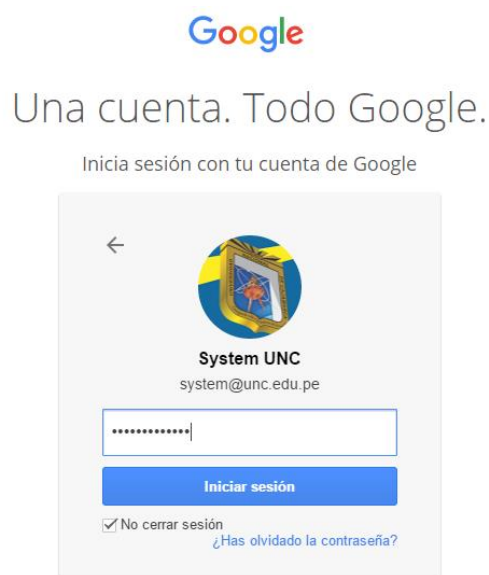 Google
Una cuenta. Todo Google.
Inicia sesión con tu cuenta de Google
System UNC
system@unc.edu.pe
•••••••••••••
Iniciar sesión
No cerrar sesión
¿Has olvidado la contraseña?